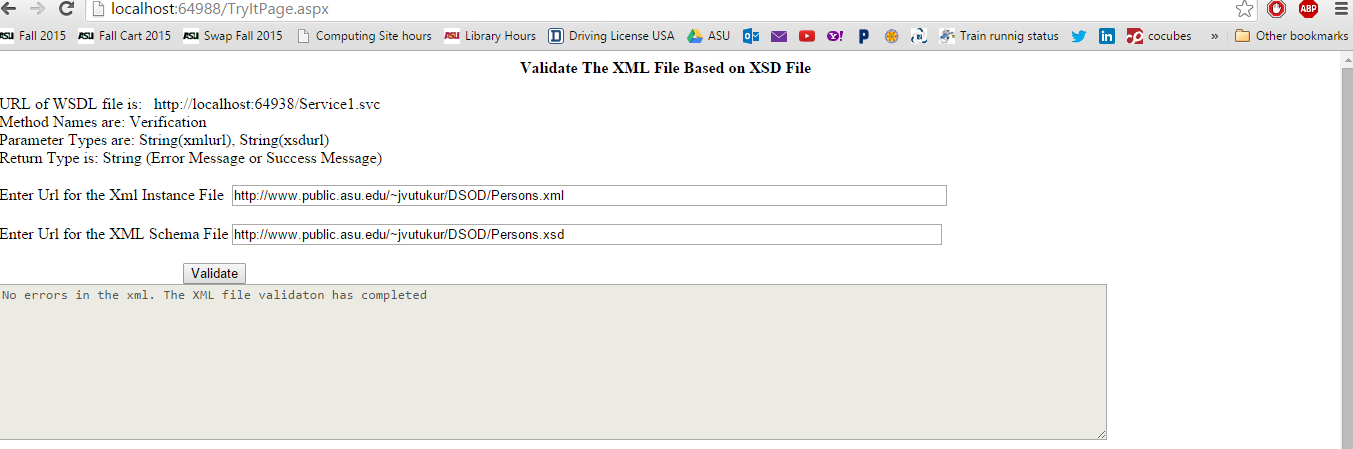 localhost:64988/TryItPage.aspx
ABP
ASU Fall 2015 ASU Fall Cart 2015 ASU Swap Fall 2015 Computing Site hours ASU Library Hours Driving License USA ASU cocubes Train runnig status » Other bookmarks
Validate The XML File Based on XSD File
URL of WSDL file is: http://localhost:64938/Service1.svc
Method Names are: Verification
Parameter Types are: String(xmlurl), String(xsdurl)
Return Type is: String (Error Message or Success Message)
Enter Url for the Xml Instance File http://www.public.asu.edu/~jvutukur/DSOD/Persons.xml
Enter Url for the XML Schema File http://www.public.asu.edu/~jvutukur/DSOD/Persons.xsd
Validate
No errors in the xml. The XML file validaton has completed